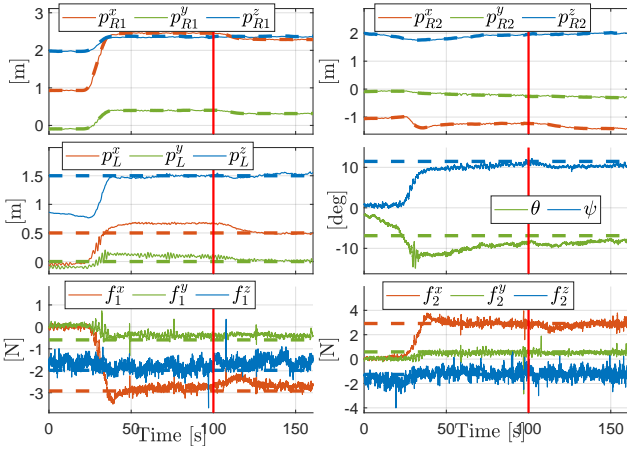 p^x_{R1} p^y_{R1} p^z_{R1}
3
2
1
0
[m]
p^x_{R2} p^y_{R2} p^z_{R2}
2
1
0
-1
[m]
p^x_L p^y_L p^z_L
1.5
1
0.5
0
[m]
10
0
-10
[deg]
θ ψ
f^x_1 f^y_1 f^z_1
1
0
-1
-2
-3
[N]
0 50 100 150
Time [s]
f^x_2 f^y_2 f^z_2
4
2
0
-2
-4
[N]
0 50 100 150
Time [s]